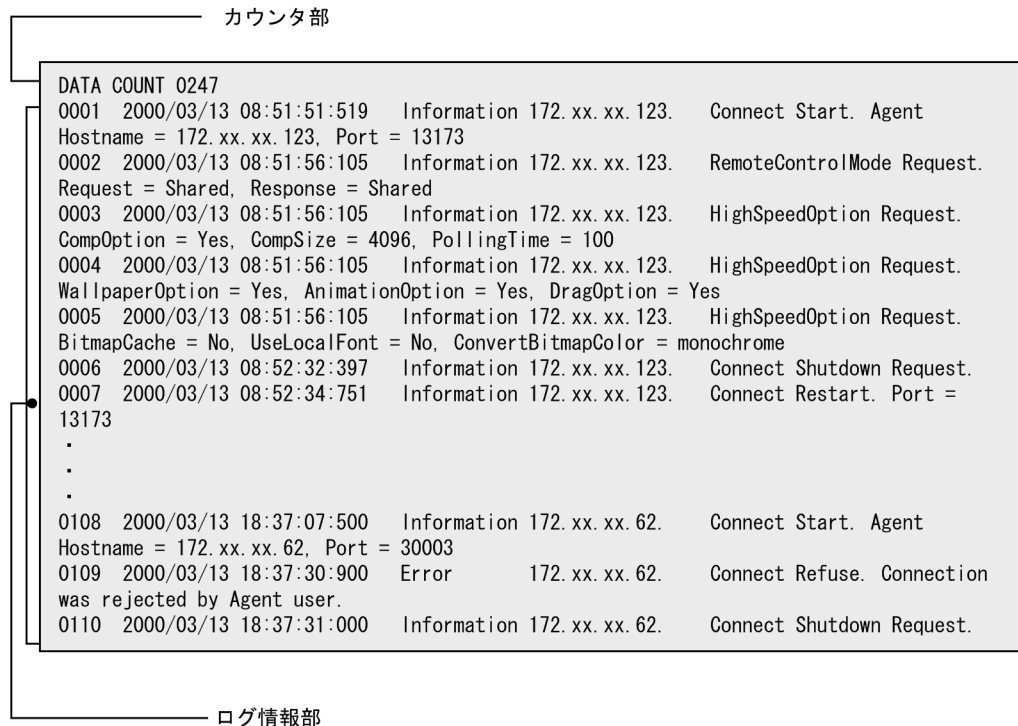 カウンタ部
DATA COUNT 0247
0001 2000/03/13 08:51:51:519 Information 172.xx.xx.123. Connect Start. Agent
Hostname = 172.xx.xx.123, Port = 13173
0002 2000/03/13 08:51:56:105 Information 172.xx.xx.123. RemoteControlMode Request.
Request = Shared, Response = Shared
0003 2000/03/13 08:51:56:105 Information 172.xx.xx.123. HighSpeedOption Request.
CompOption = Yes, CompSize = 4096, PollingTime = 100
0004 2000/03/13 08:51:56:105 Information 172.xx.xx.123. HighSpeedOption Request.
WallpaperOption = Yes, AnimationOption = Yes, DragOption = Yes
0005 2000/03/13 08:51:56:105 Information 172.xx.xx.123. HighSpeedOption Request.
BitmapCache = No, UseLocalFont = No, ConvertBitmapColor = monochrome
0006 2000/03/13 08:52:32:397 Information 172.xx.xx.123. Connect Shutdown Request.
0007 2000/03/13 08:52:34:751 Information 172.xx.xx.123. Connect Restart. Port =
13173
・
・
・
0108 2000/03/13 18:37:07:500 Information 172.xx.xx.62. Connect Start. Agent
Hostname = 172.xx.xx.62, Port = 30003
0109 2000/03/13 18:37:30:900 Error 172.xx.xx.62. Connect Refuse. Connection
was rejected by Agent user.
0110 2000/03/13 18:37:31:000 Information 172.xx.xx.62. Connect Shutdown Request.
ログ情報部